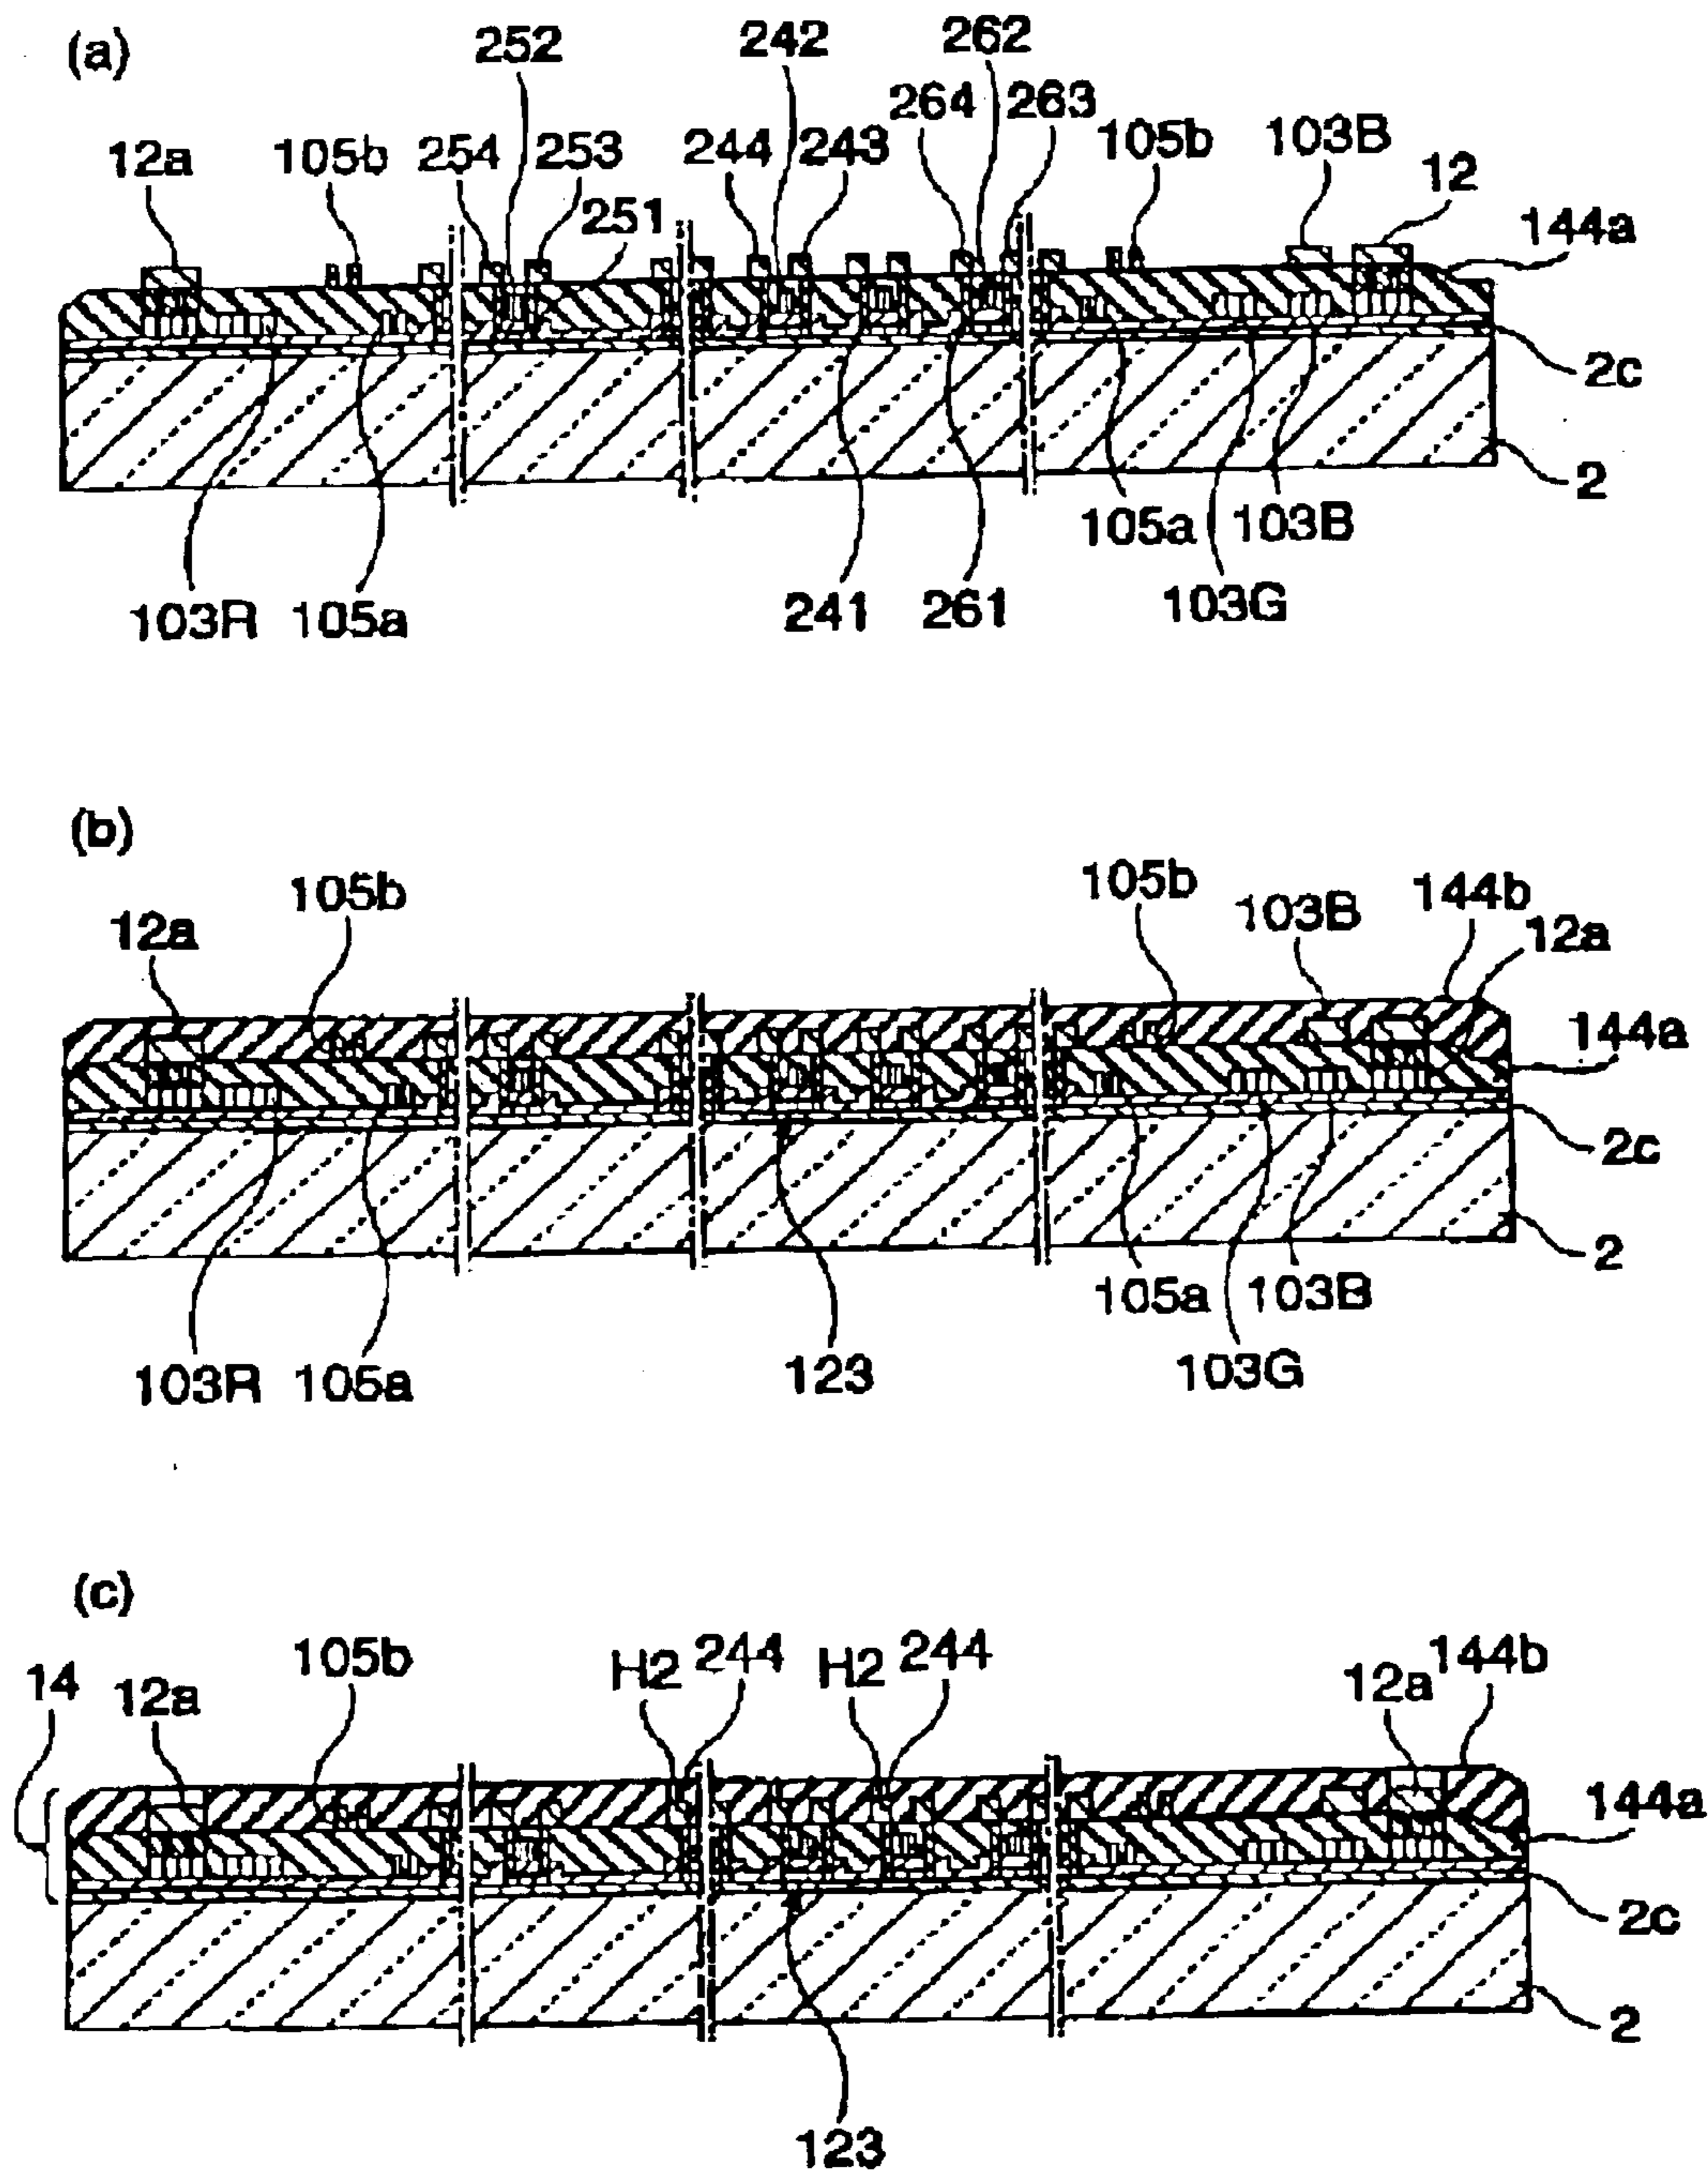 (a)
252 242 262
264 263
12a 105b 254 253 244 243 105b 103B 12
251 144a
2c
2
105a 103B
103R 105a 241 261 103G
(b)
105b 105b 103B 144b
12a 12a
144a
2c
2
105a 103B
103R 105a 123 103G
(c)
14 12a 105b H2 244 H2 244 12a 144b
144a
2c
2
123